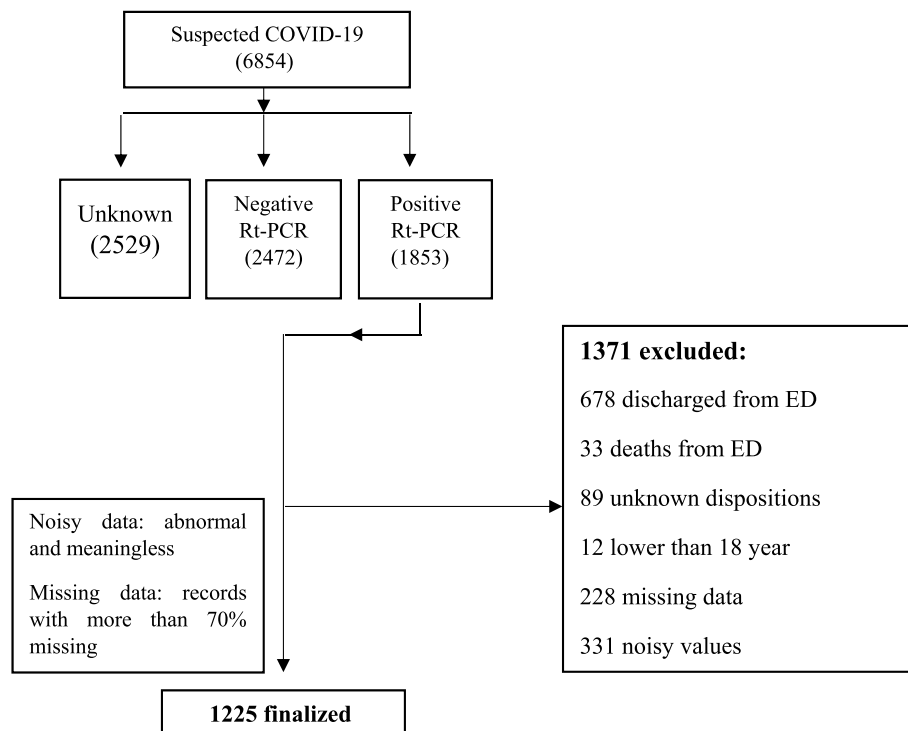 Suspected COVID-19
(6854)
Unknown
(2529)
Negative
Rt-PCR
(2472)
Positive
Rt-PCR
(1853)
1371 excluded:
678 discharged from ED
33 deaths from ED
89 unknown dispositions
12 lower than 18 year
228 missing data
331 noisy values
Noisy data: abnormal
and meaningless
Missing data: records
with more than 70%
missing
1225 finalized